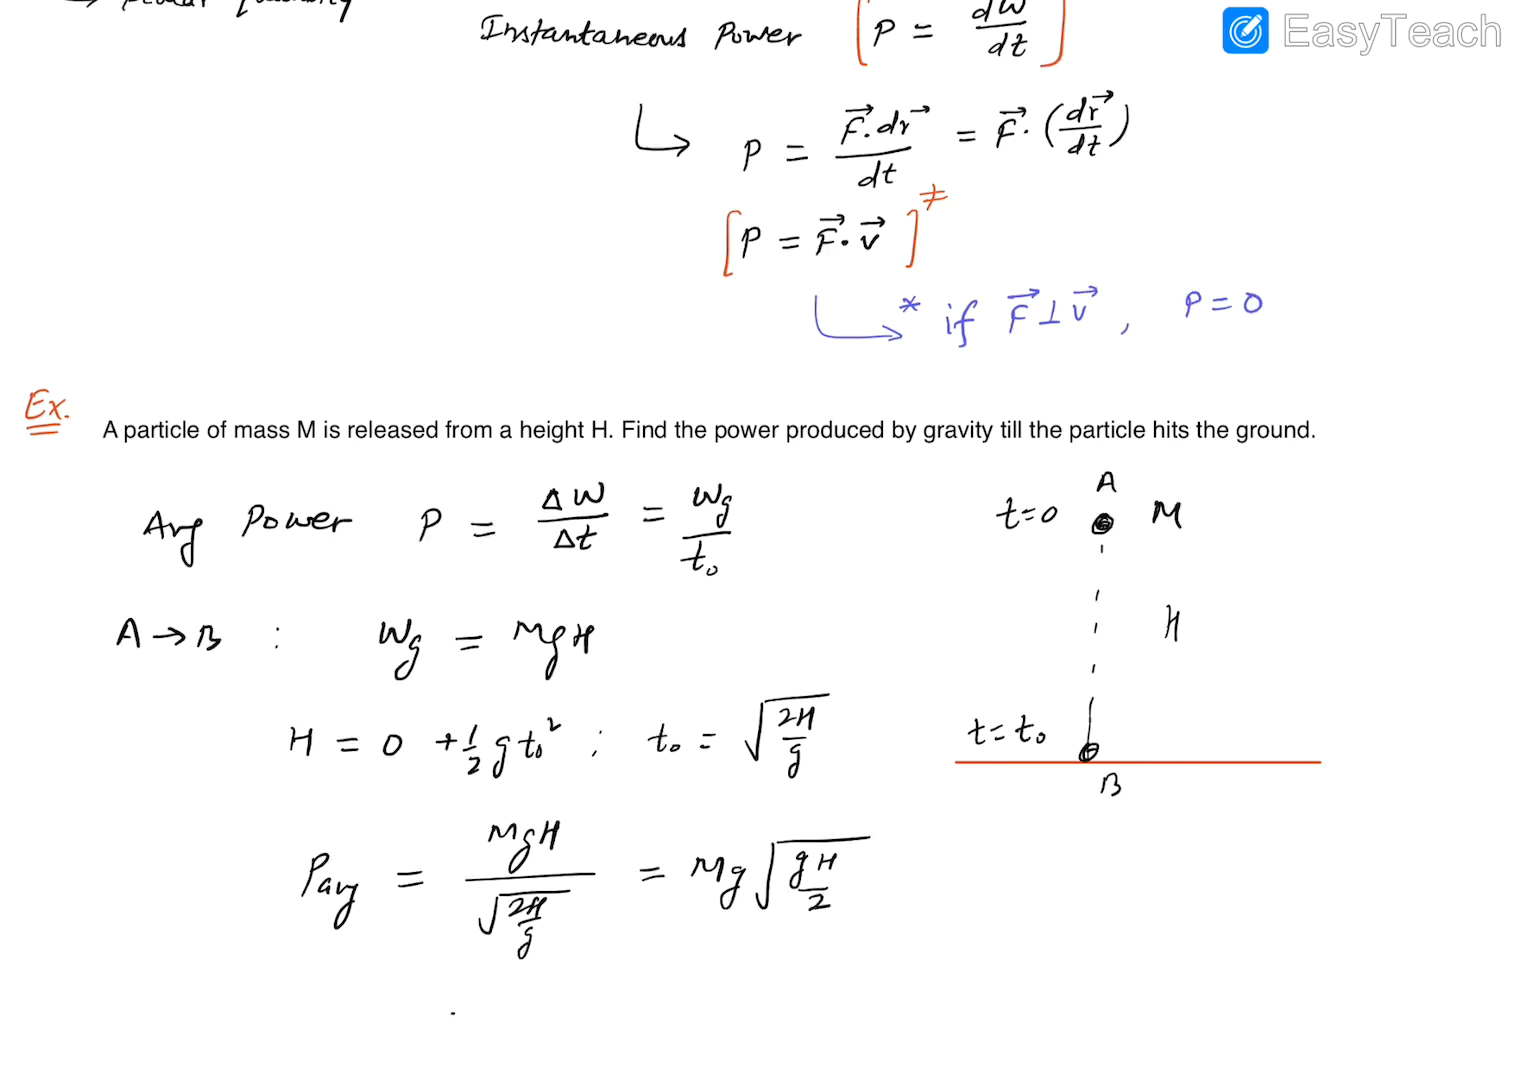 Instantaneous Power [P = dW/dt]
EasyTeach
P = F⃗.dr⃗/dt = F⃗.(dr⃗/dt)
[P = F⃗.v⃗]*
* if F⃗⊥v⃗, P=0
Ex.
A particle of mass M is released from a height H. Find the power produced by gravity till the particle hits the ground.
Avg Power P = ΔW/Δt = Wg/t₀
A→B : Wg = MgH
H = 0 + 1/2 g t₀² ; t₀ = √(2H/g)
Pavg = MgH/√(2H/g) = Mg√(gH/2)
A
t=0 M
H
t=t₀
B